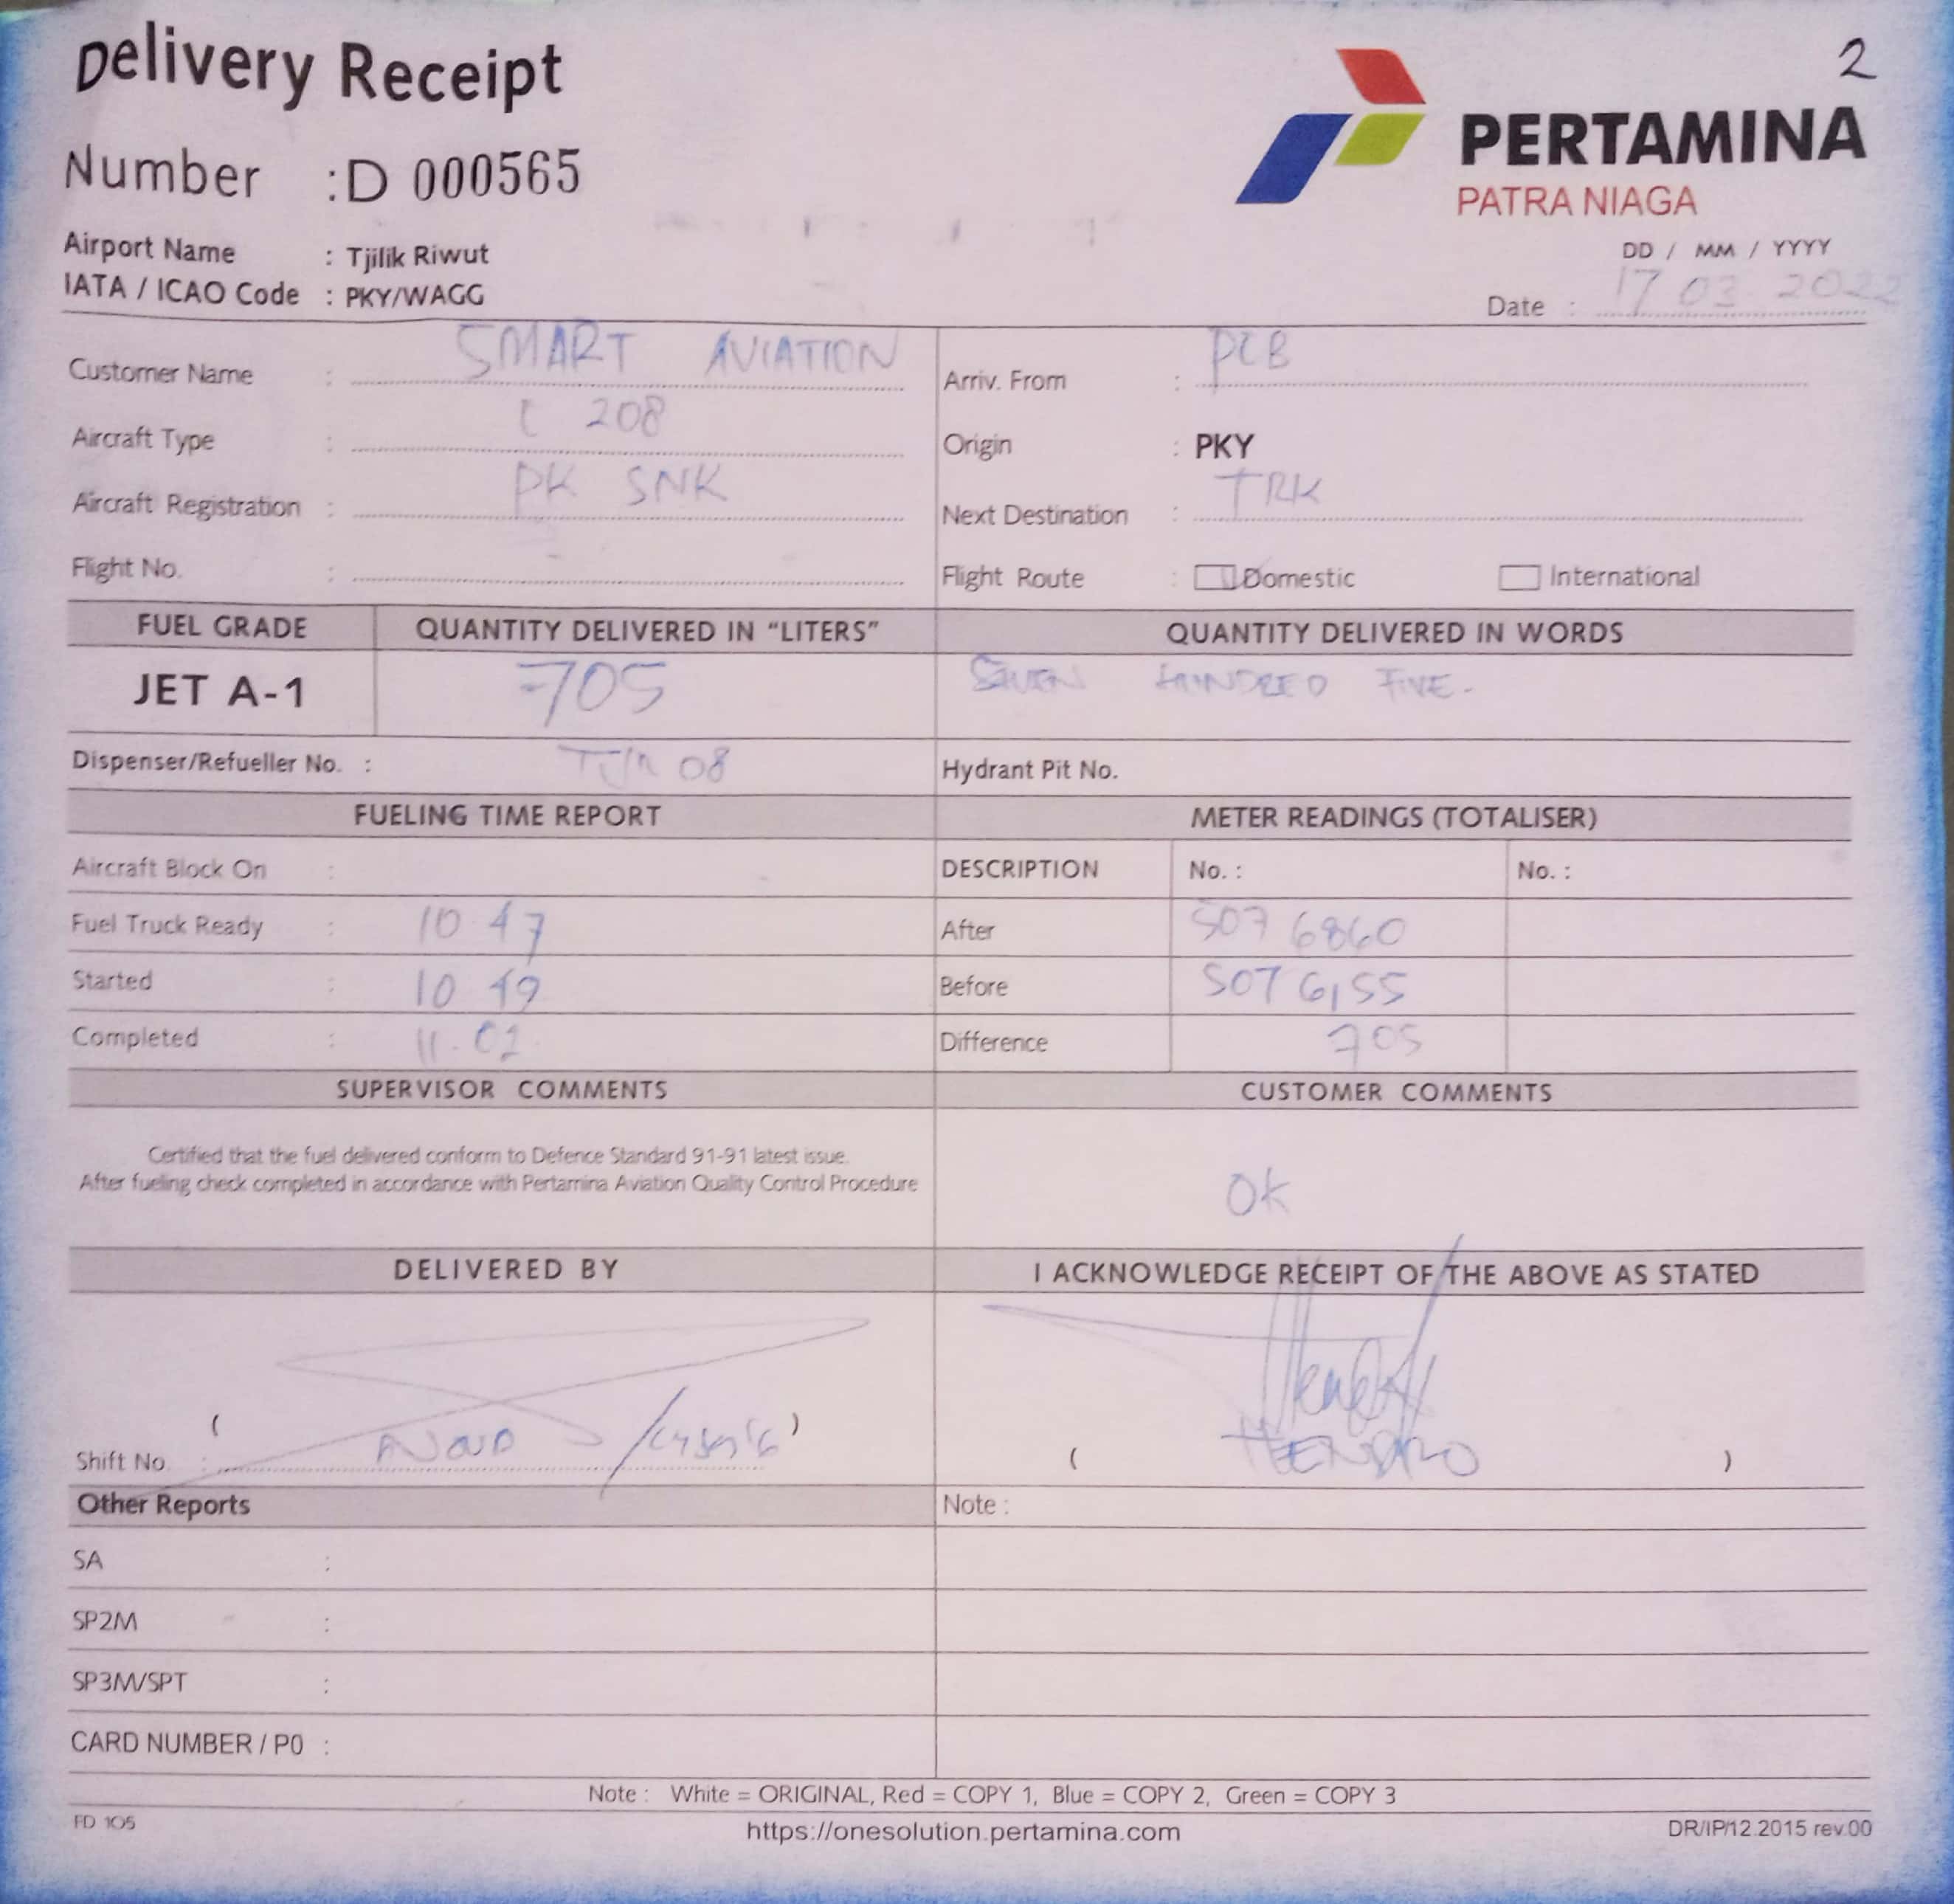 Delivery Receipt
2
Number : D 000565
PERTAMINA
PATRA NIAGA
Airport Name : Tjilik Riwut
DD / MM / YYYY
IATA / ICAO Code : PKY/WAGG
Date : 17 03 2022
Customer Name : SMART AVIATION
Arriv. From : PCB
Aircraft Type : C 208
Origin : PKY
Aircraft Registration : PK SNK
Next Destination : TRK
Flight No. :
Flight Route : Domestic International
FUEL GRADE QUANTITY DELIVERED IN "LITERS" QUANTITY DELIVERED IN WORDS
JET A-1 705 SEVEN HUNDRED FIVE.
Dispenser/Refueller No. : 08
Hydrant Pit No.
FUELING TIME REPORT METER READINGS (TOTALISER)
Aircraft Block On : DESCRIPTION No. : No. :
Fuel Truck Ready : 10 47 After 507 6860
Started : 10 49 Before 507 6155
Completed : 11.02 Difference 705
SUPERVISOR COMMENTS CUSTOMER COMMENTS
Certified that the fuel delivered conform to Defence Standard 91-91 latest issue.
After fueling check completed in accordance with Pertamina Aviation Quality Control Procedure
OK
DELIVERED BY I ACKNOWLEDGE RECEIPT OF THE ABOVE AS STATED
( )
Shift No. :
( HENDRO )
Other Reports Note :
SA :
SP2M :
SP3M/SPT :
CARD NUMBER / P0 :
Note : White = ORIGINAL, Red = COPY 1, Blue = COPY 2, Green = COPY 3
FD 105
https://onesolution.pertamina.com
DR/IP/12.2015 rev.00